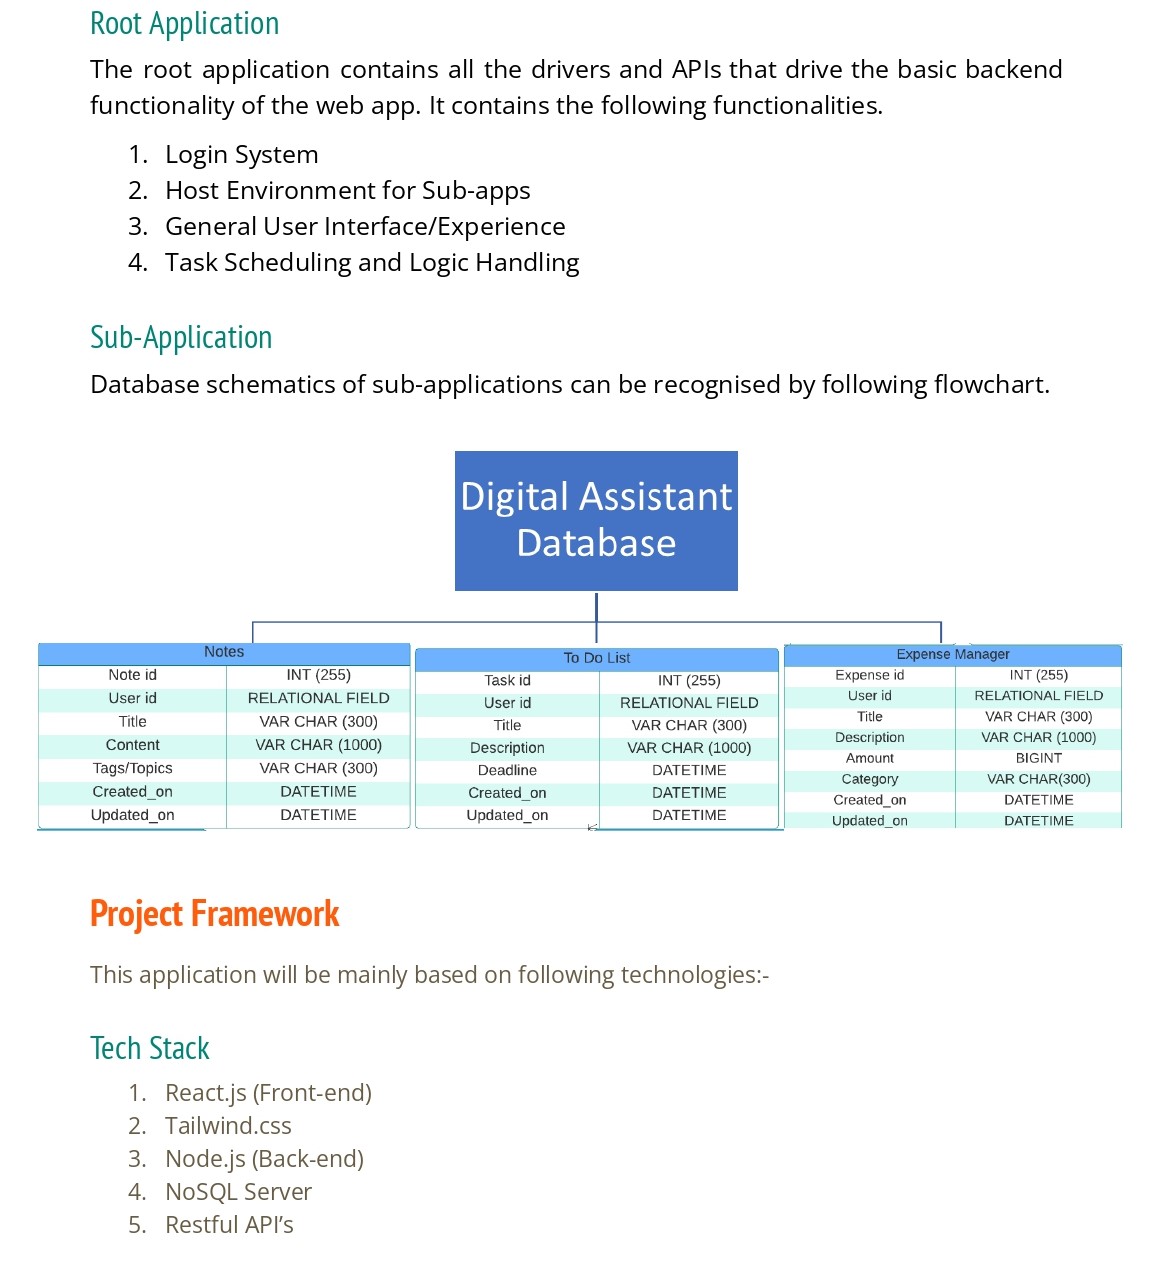 Root Application
The root application contains all the drivers and APIs that drive the basic backend
functionality of the web app. It contains the following functionalities.
1. Login System
2. Host Environment for Sub-apps
3. General User Interface/Experience
4. Task Scheduling and Logic Handling
Sub-Application
Database schematics of sub-applications can be recognised by following flowchart.
Digital Assistant
Database
Notes
Note id INT (255)
User id RELATIONAL FIELD
Title VAR CHAR (300)
Content VAR CHAR (1000)
Tags/Topics VAR CHAR (300)
Created_on DATETIME
Updated_on DATETIME
To Do List
Task id INT (255)
User id RELATIONAL FIELD
Title VAR CHAR (300)
Description VAR CHAR (1000)
Deadline DATETIME
Created_on DATETIME
Updated_on DATETIME
Expense Manager
Expense id INT (255)
User id RELATIONAL FIELD
Title VAR CHAR (300)
Description VAR CHAR (1000)
Amount BIGINT
Category VAR CHAR(300)
Created_on DATETIME
Updated_on DATETIME
Project Framework
This application will be mainly based on following technologies:-
Tech Stack
1. React.js (Front-end)
2. Tailwind.css
3. Node.js (Back-end)
4. NoSQL Server
5. Restful API’s